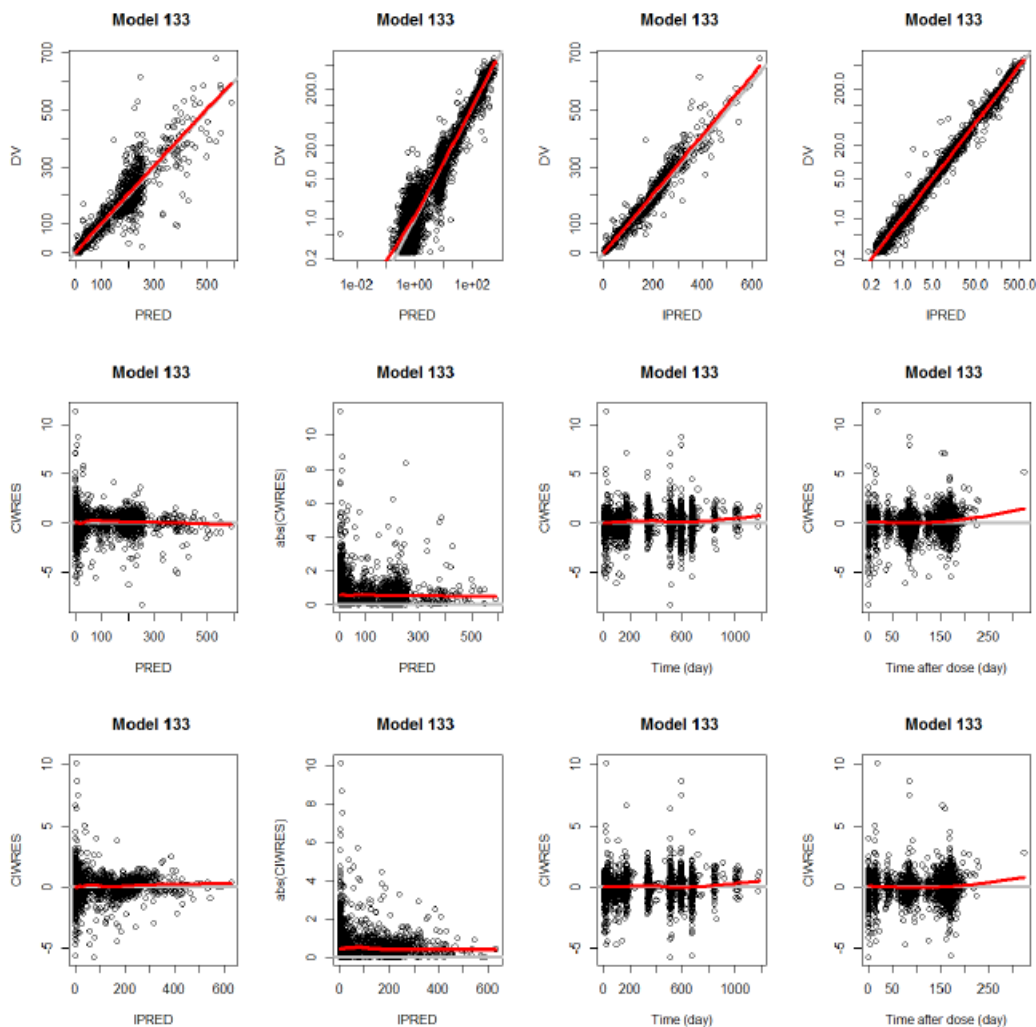 Model 133
Model 133
Model 133
Model 133
DV
700
500
300
100
0
0 100 300 500
PRED
DV
200.0
20.0
5.0
1.0
0.2
1e-02 1e+00 1e+02
PRED
DV
700
500
300
100
0
0 200 400 600
IPRED
DV
200.0
20.0
5.0
1.0
0.2
0.2 1.0 5.0 50.0 500.0
IPRED
Model 133
Model 133
Model 133
Model 133
CWRES
10
5
0
-5
0 100 300 500
PRED
abs(CWRES)
10
8
6
4
2
0
0 100 300 500
PRED
CWRES
10
5
0
-5
0 200 600 1000
Time (day)
CWRES
10
5
0
-5
0 50 150 250
Time after dose (day)
Model 133
Model 133
Model 133
Model 133
CIWRES
10
5
0
-5
0 200 400 600
IPRED
abs(CIWRES)
10
8
6
4
2
0
0 200 400 600
IPRED
CIWRES
10
5
0
-5
0 200 600 1000
Time (day)
CIWRES
10
5
0
-5
0 50 150 250
Time after dose (day)